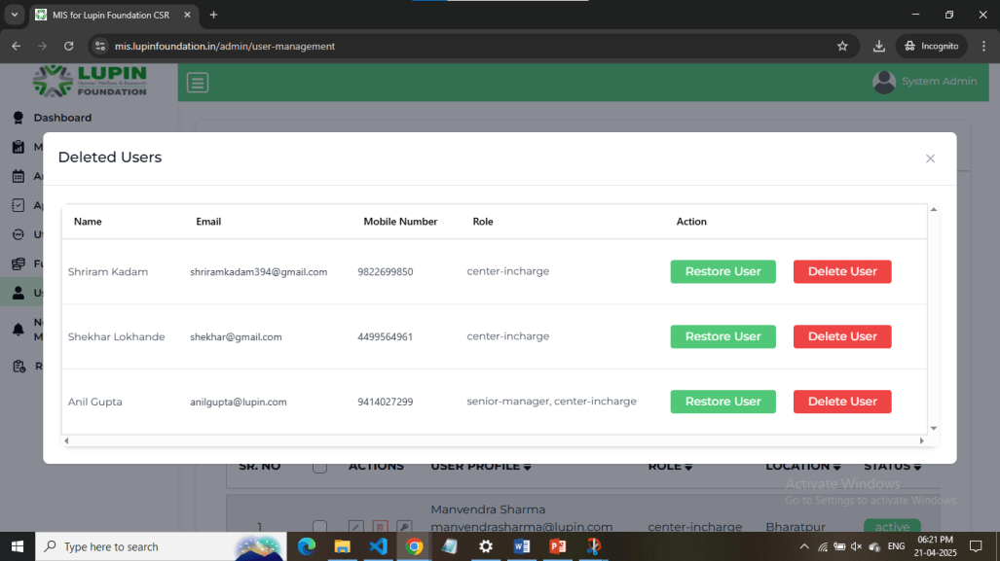 MIS for Lupin Foundation CSR
mis.lupinfoundation.in/admin/user-management
Incognito
LUPIN
Human Welfare & Research
FOUNDATION
System Admin
Dashboard
Deleted Users
Name Email Mobile Number Role Action
Shriram Kadam shriramkadam394@gmail.com 9822699850 center-incharge Restore User Delete User
Shekhar Lokhande shekhar@gmail.com 4499564961 center-incharge Restore User Delete User
Anil Gupta anilgupta@lupin.com 9414027299 senior-manager, center-incharge Restore User Delete User
SR. NO ACTIONS USER PROFILE ROLE LOCATION STATUS
Activate Windows
Go to Settings to activate Windows.
Manvendra Sharma
1 manvendrasharma@lupin.com center-incharge Bharatpur active
Type here to search
ENG
06:21 PM
21-04-2025